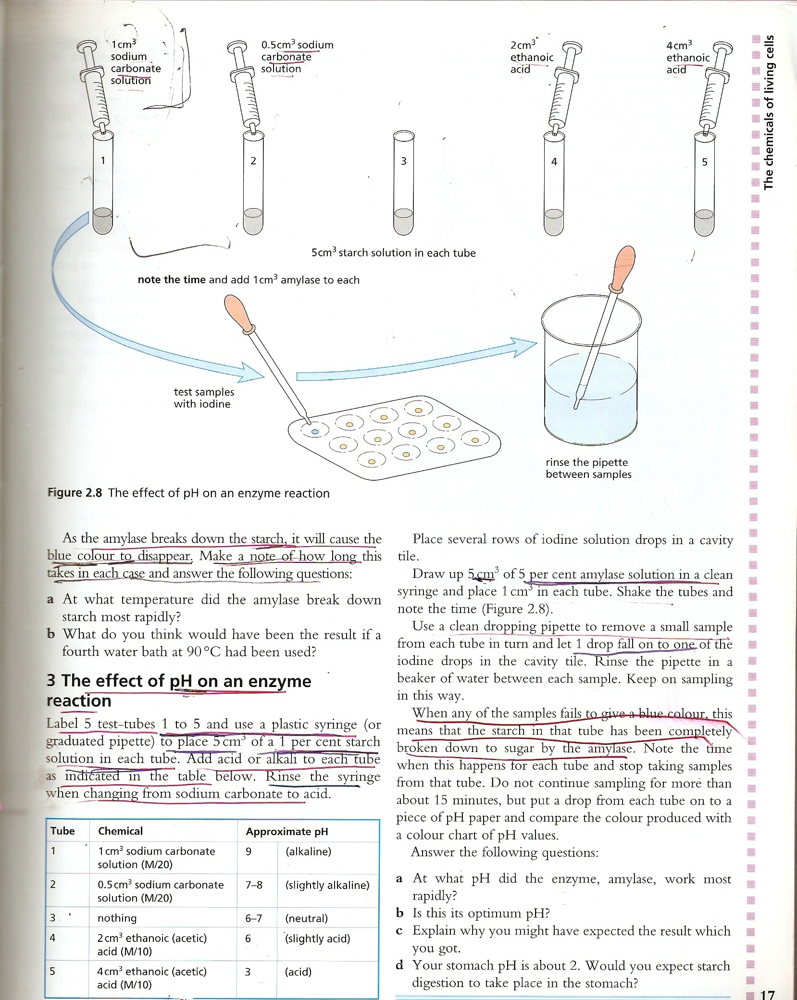 1 cm³
sodium
carbonate
solution
0.5 cm³ sodium
carbonate
solution
2 cm³
ethanoic
acid
4 cm³
ethanoic
acid
The chemicals of living cells
1
2
3
4
5
5 cm³ starch solution in each tube
note the time and add 1 cm³ amylase to each
test samples
with iodine
rinse the pipette
between samples
Figure 2.8 The effect of pH on an enzyme reaction
As the amylase breaks down the starch, it will cause the
blue colour to disappear. Make a note of how long this
takes in each case and answer the following questions:
a At what temperature did the amylase break down
starch most rapidly?
b What do you think would have been the result if a
fourth water bath at 90 °C had been used?
3 The effect of pH on an enzyme
reaction
Label 5 test-tubes 1 to 5 and use a plastic syringe (or
graduated pipette) to place 5 cm³ of a 1 per cent starch
solution in each tube. Add acid or alkali to each tube
as indicated in the table below. Rinse the syringe
when changing from sodium carbonate to acid.
Tube Chemical Approximate pH
1 1 cm³ sodium carbonate 9 (alkaline)
solution (M/20)
2 0.5 cm³ sodium carbonate 7–8 (slightly alkaline)
solution (M/20)
3 nothing 6–7 (neutral)
4 2 cm³ ethanoic (acetic) 6 (slightly acid)
acid (M/10)
5 4 cm³ ethanoic (acetic) 3 (acid)
acid (M/10)
Place several rows of iodine solution drops in a cavity
tile.
Draw up 5 cm³ of 5 per cent amylase solution in a clean
syringe and place 1 cm³ in each tube. Shake the tubes and
note the time (Figure 2.8).
Use a clean dropping pipette to remove a small sample
from each tube in turn and let 1 drop fall on to one of the
iodine drops in the cavity tile. Rinse the pipette in a
beaker of water between each sample. Keep on sampling
in this way.
When any of the samples fails to give a blue colour, this
means that the starch in that tube has been completely
broken down to sugar by the amylase. Note the time
when this happens for each tube and stop taking samples
from that tube. Do not continue sampling for more than
about 15 minutes, but put a drop from each tube on to a
piece of pH paper and compare the colour produced with
a colour chart of pH values.
Answer the following questions:
a At what pH did the enzyme, amylase, work most
rapidly?
b Is this its optimum pH?
c Explain why you might have expected the result which
you got.
d Your stomach pH is about 2. Would you expect starch
digestion to take place in the stomach?
17